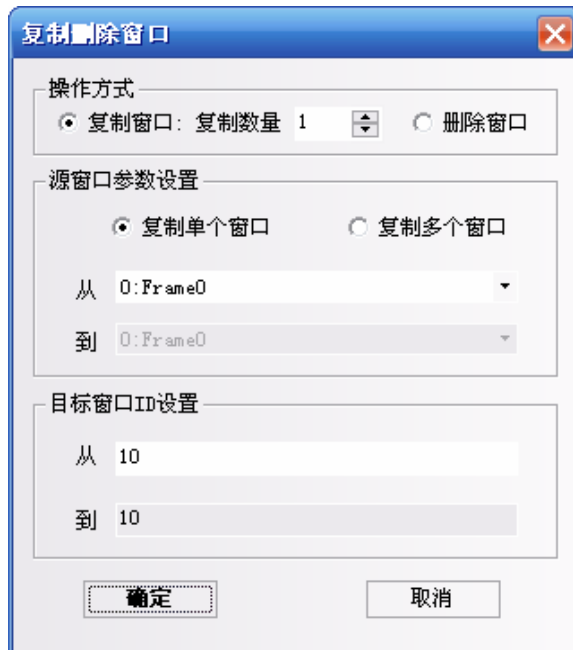 复制删除窗口
操作方式
复制窗口: 复制数量 1 删除窗口
源窗口参数设置
复制单个窗口 复制多个窗口
从 0:Frame0
到 0:Frame0
目标窗口ID设置
从 10
到 10
确定 取消